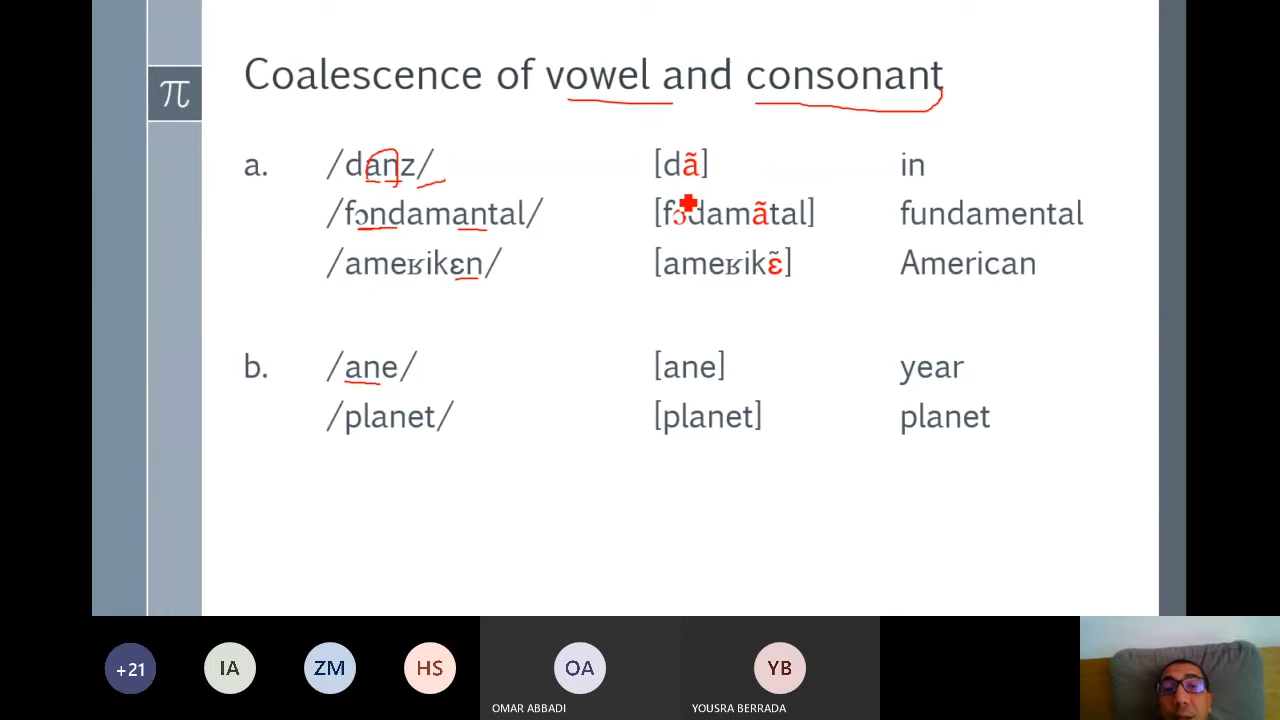 Coalescence of vowel and consonant
π
a. /danz/ [dã] in
/fɔndamantal/ [fɔ̃damãtal] fundamental
/ameʁikɛn/ [ameʁikɛ̃] American
b. /ane/ [ane] year
/planet/ [planet] planet
+21 IA ZM HS OA YB
OMAR ABBADI YOUSRA BERRADA